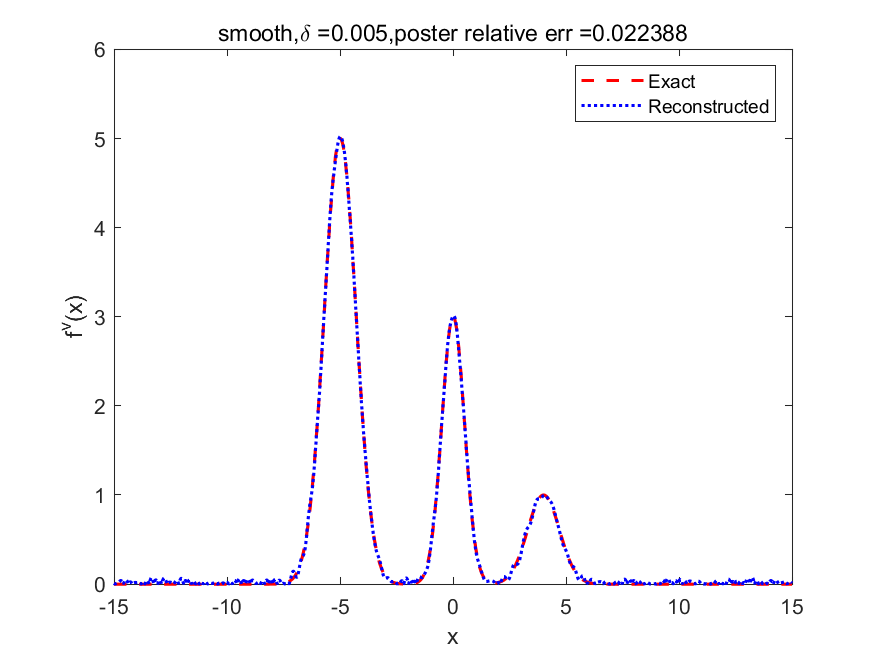 smooth,δ =0.005,poster relative err =0.022388
6
Exact
Reconstructed
5
4
3
2
1
0
fᵛ(x)
-15 -10 -5 0 5 10 15
x